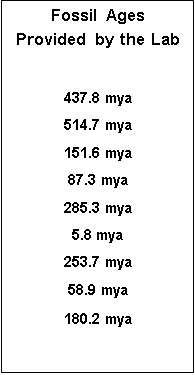 Fossil Ages
Provided by the Lab
437.8 mya
514.7 mya
151.6 mya
87.3 mya
285.3 mya
5.8 mya
253.7 mya
58.9 mya
180.2 mya